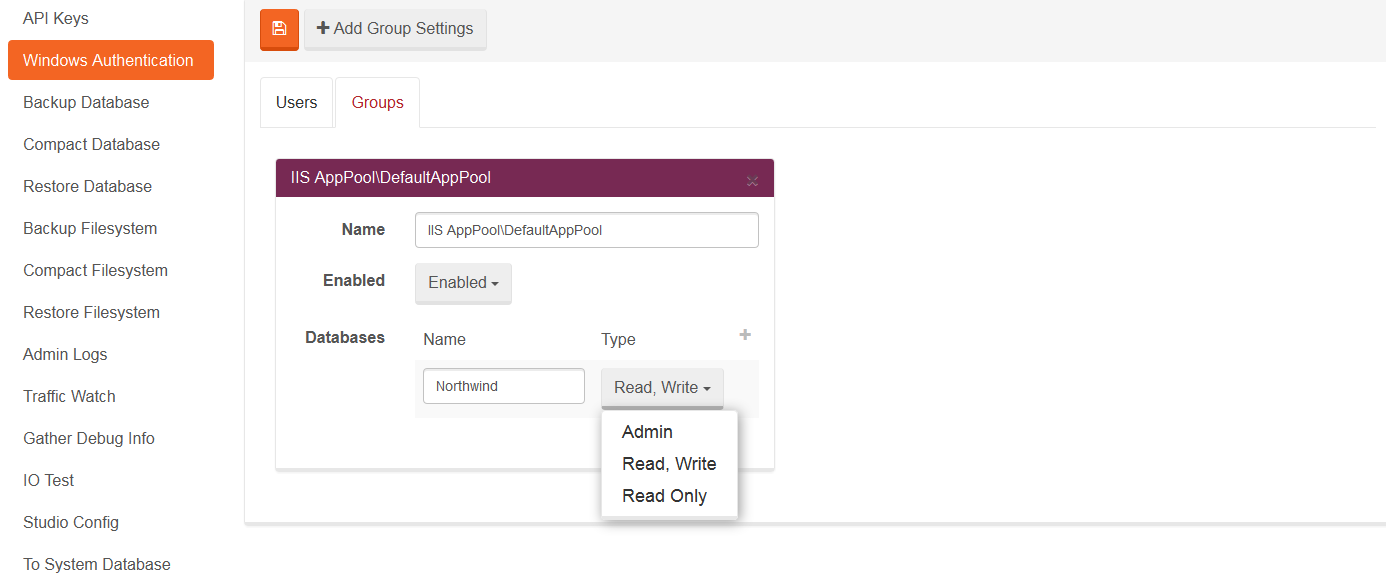 API Keys
Windows Authentication
Backup Database
Compact Database
Restore Database
Backup Filesystem
Compact Filesystem
Restore Filesystem
Admin Logs
Traffic Watch
Gather Debug Info
IO Test
Studio Config
To System Database
Add Group Settings
Users Groups
IIS AppPool\DefaultAppPool
Name IIS AppPool\DefaultAppPool
Enabled Enabled
Databases Name Type
Northwind Read, Write
Admin
Read, Write
Read Only